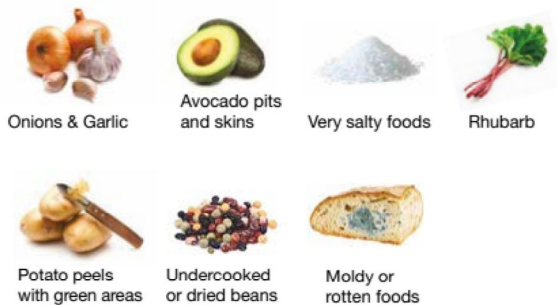 Onions & Garlic
Avocado pits
and skins
Very salty foods
Rhubarb
Potato peels
with green areas
Undercooked
or dried beans
Moldy or
rotten foods